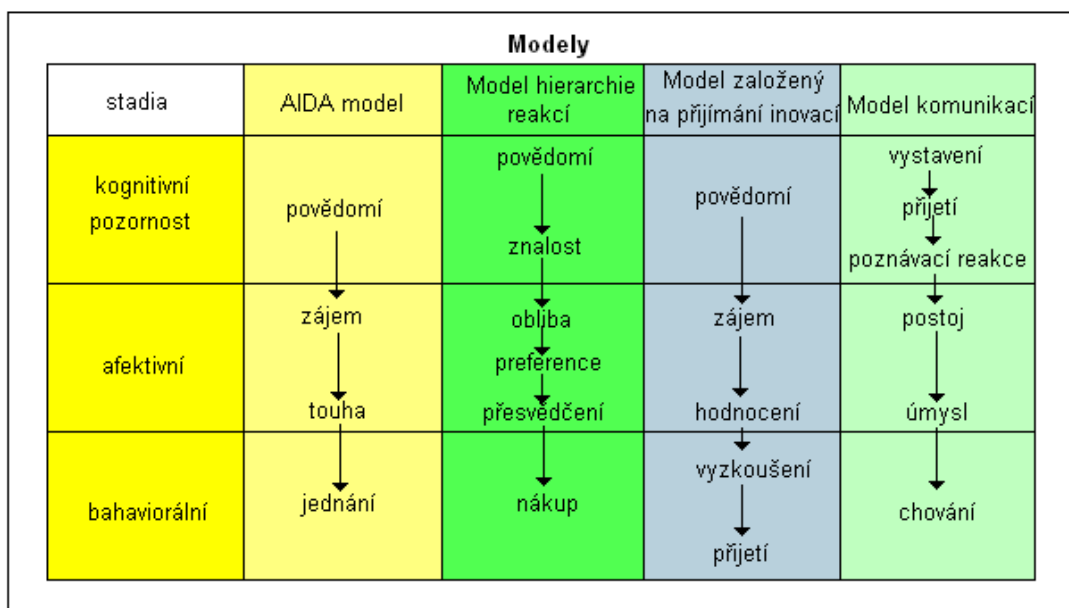 Modely
stadia
AIDA model
Model hierarchie
reakcí
Model založený
na přijímání inovací
Model komunikací
kognitivní
pozornost
povědomí
povědomí
znalost
povědomí
vystavení
přijetí
poznávací reakce
afektivní
zájem
touha
obliba
preference
přesvědčení
zájem
hodnocení
postoj
úmysl
bahaviorální
jednání
nákup
vyzkoušení
přijetí
chování